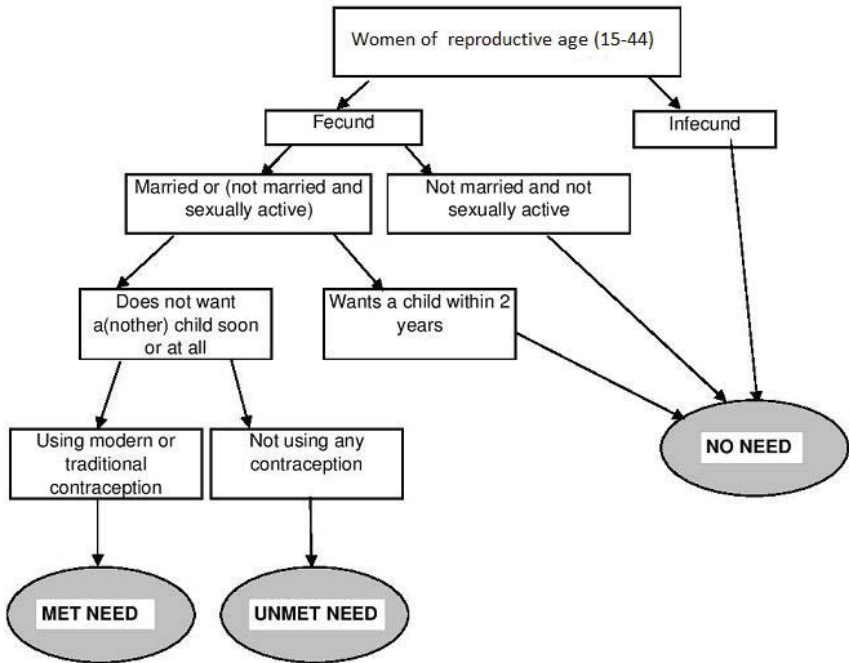 Women of reproductive age (15-44)
Fecund
Infecund
Married or (not married and
sexually active)
Not married and not
sexually active
Does not want
a(nother) child soon
or at all
Wants a child within 2
years
Using modern or
traditional
contraception
Not using any
contraception
NO NEED
MET NEED
UNMET NEED